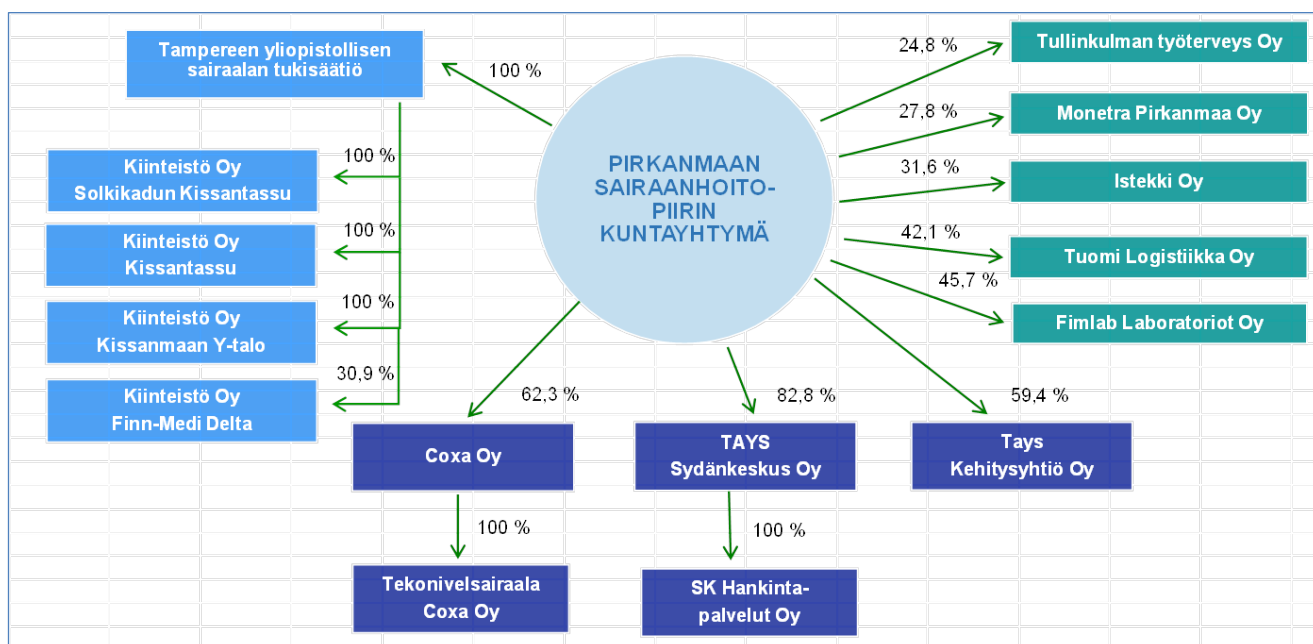 Tampereen yliopistollisen
sairaalan tukisäätiö
100 %
Kiinteistö Oy
Solkikadun Kissantassu
100 %
Kiinteistö Oy
Kissantassu
100 %
Kiinteistö Oy
Kissanmaan Y-talo
100 %
Kiinteistö Oy
Finn-Medi Delta
30,9 %
PIRKANMAAN
SAIRAANHOITO-
PIIRIN
KUNTAYHTYMÄ
24,8 %
Tullinkulman työterveys Oy
27,8 %
Monetra Pirkanmaa Oy
31,6 %
Istekki Oy
42,1 %
Tuomi Logistiikka Oy
45,7 %
Fimlab Laboratoriot Oy
62,3 %
Coxa Oy
100 %
Tekonivelsairaala
Coxa Oy
82,8 %
TAYS
Sydänkeskus Oy
100 %
SK Hankinta-
palvelut Oy
59,4 %
Tays
Kehitysyhtiö Oy